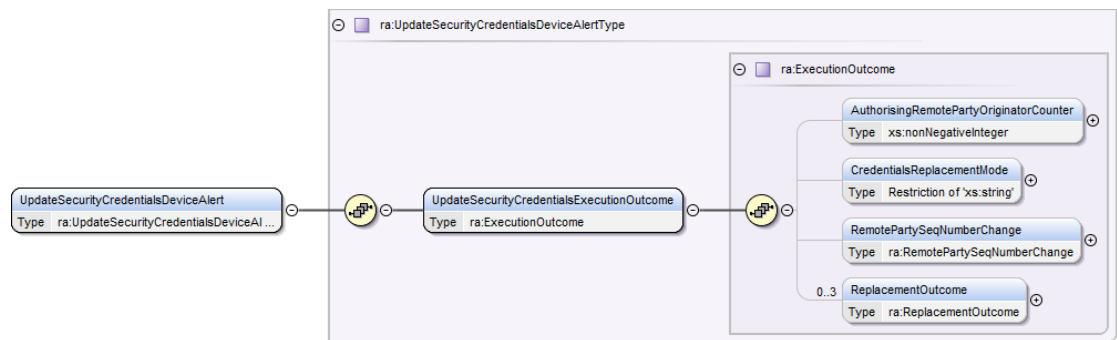 ra:UpdateSecurityCredentialsDeviceAlertType
ra:ExecutionOutcome
AuthorisingRemotePartyOriginatorCounter
Type xs:nonNegativeInteger
CredentialsReplacementMode
Type Restriction of 'xs:string'
UpdateSecurityCredentialsDeviceAlert
Type ra:UpdateSecurityCredentialsDeviceAl ...
UpdateSecurityCredentialsExecutionOutcome
Type ra:ExecutionOutcome
RemotePartySeqNumberChange
Type ra:RemotePartySeqNumberChange
0..3 ReplacementOutcome
Type ra:ReplacementOutcome